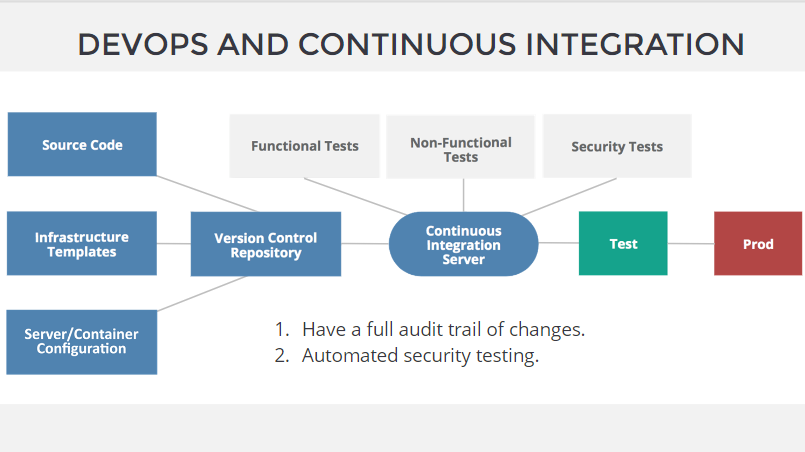 DEVOPS AND CONTINUOUS INTEGRATION
Source Code
Functional Tests
Non-Functional
Tests
Security Tests
Infrastructure
Templates
Version Control
Repository
Continuous
Integration
Server
Test
Prod
Server/Container
Configuration
1. Have a full audit trail of changes.
2. Automated security testing.